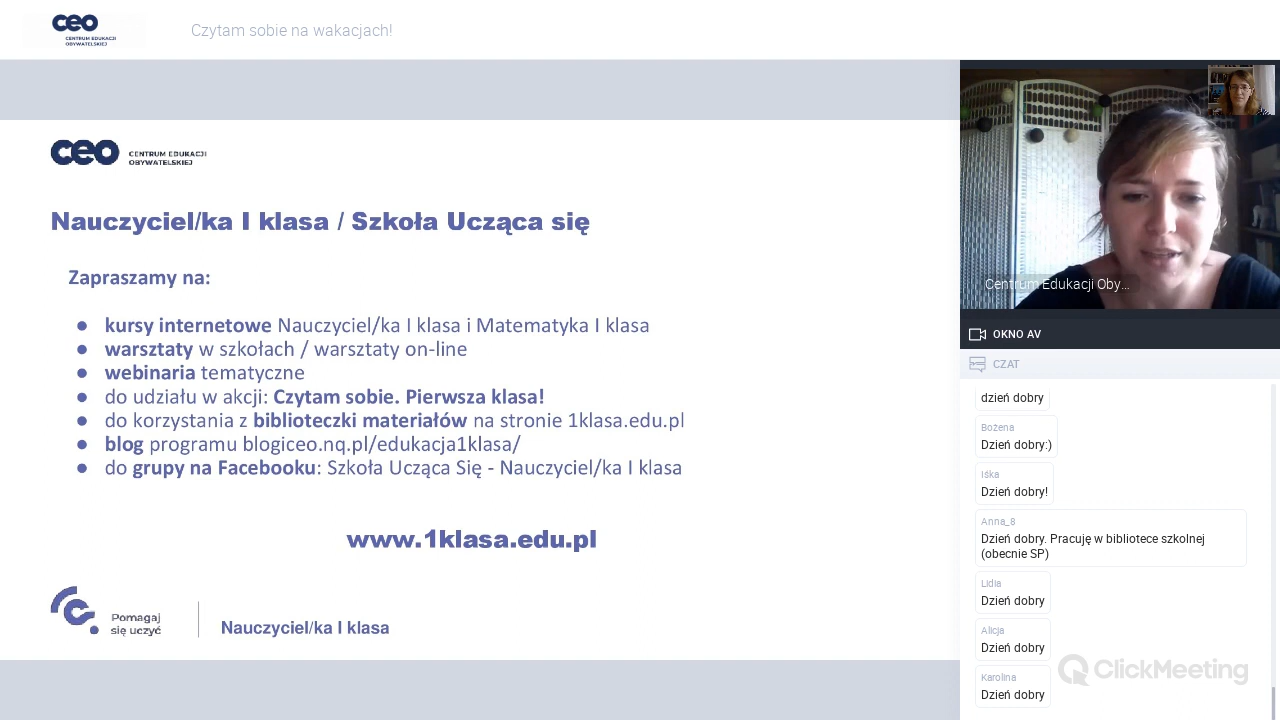 ceo
CENTRUM EDUKACJI
OBYWATELSKIEJ
Czytam sobie na wakacjach!
ceo
CENTRUM EDUKACJI
OBYWATELSKIEJ
Nauczyciel/ka I klasa / Szkoła Ucząca się
Zapraszamy na:
● kursy internetowe Nauczyciel/ka I klasa i Matematyka I klasa
● warsztaty w szkołach / warsztaty on-line
● webinaria tematyczne
● do udziału w akcji: Czytam sobie. Pierwsza klasa!
● do korzystania z biblioteczki materiałów na stronie 1klasa.edu.pl
● blog programu blogiceo.nq.pl/edukacja1klasa/
● do grupy na Facebooku: Szkoła Ucząca Się - Nauczyciel/ka I klasa
www.1klasa.edu.pl
Pomagaj
się uczyć
Nauczyciel/ka I klasa
Centrum Edukacji Oby...
OKNO AV
CZAT
dzień dobry
Bożena
Dzień dobry:)
Iśka
Dzień dobry!
Anna_8
Dzień dobry. Pracuję w bibliotece szkolnej
(obecnie SP)
Lidia
Dzień dobry
Alicja
Dzień dobry
Karolina
Dzień dobry
ClickMeeting